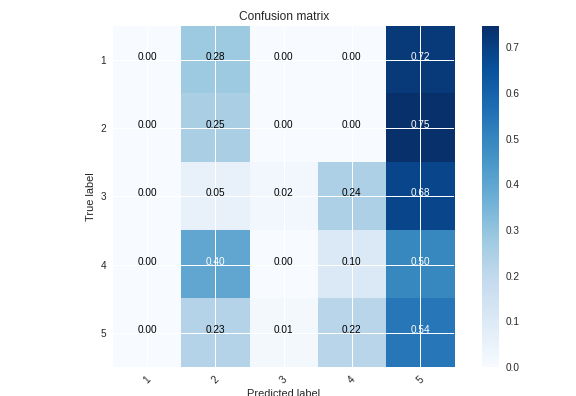 Confusion matrix
1 0.00 0.28 0.00 0.00 0.72
2 0.00 0.25 0.00 0.00 0.75
3 0.00 0.05 0.02 0.24 0.68
4 0.00 0.40 0.00 0.10 0.50
5 0.00 0.23 0.01 0.22 0.54
1 2 3 4 5
True label
Predicted label
0.7
0.6
0.5
0.4
0.3
0.2
0.1
0.0